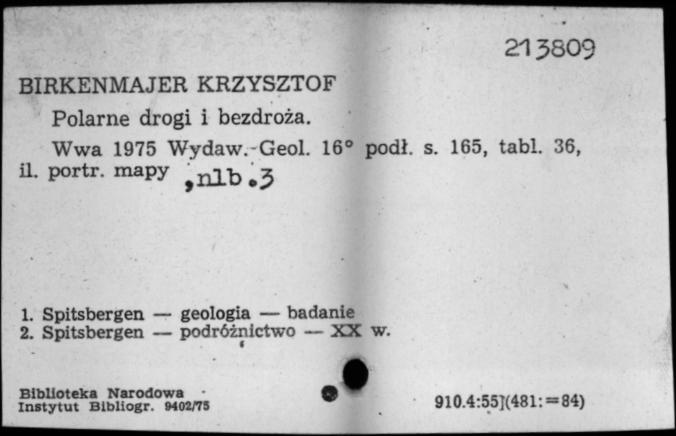 213809
BIRKENMAJER KRZYSZTOF
Polarne drogi i bezdroża.
Wwa 1975 Wydaw. Geol. 16° podł. s. 165, tabl. 36,
il. portr. mapy , nlb. 3
1. Spitsbergen — geologia — badanie
2. Spitsbergen — podróżnictwo — XX w.
Biblioteka Narodowa
Instytut Bibliogr. 9402/75
910.4:55](481:=84)